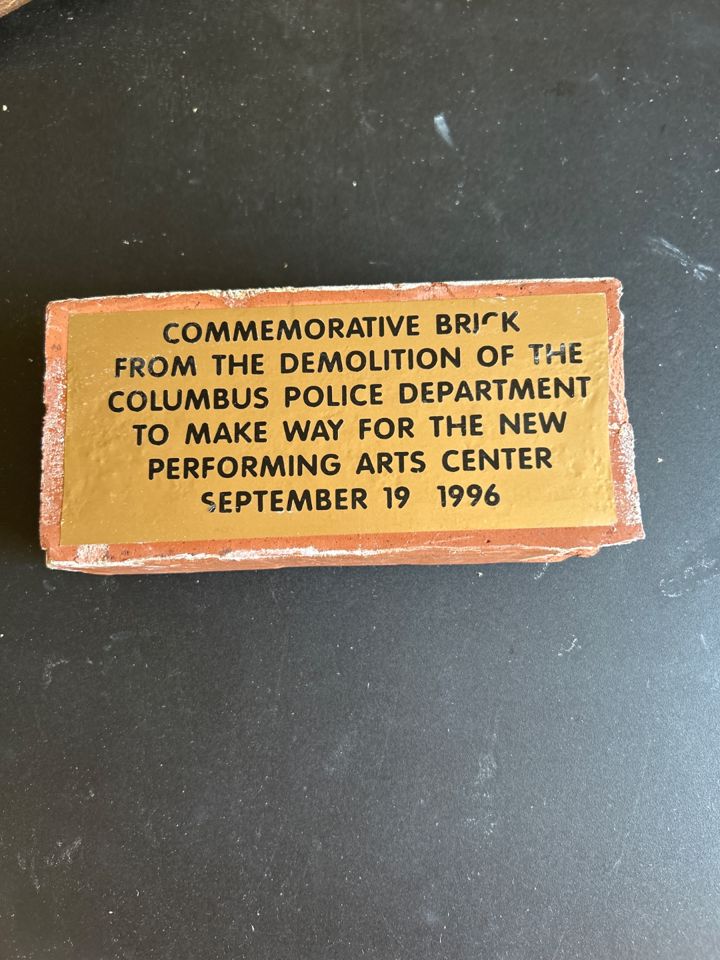 COMMEMORATIVE BRICK
FROM THE DEMOLITION OF THE
COLUMBUS POLICE DEPARTMENT
TO MAKE WAY FOR THE NEW
PERFORMING ARTS CENTER
SEPTEMBER 19 1996